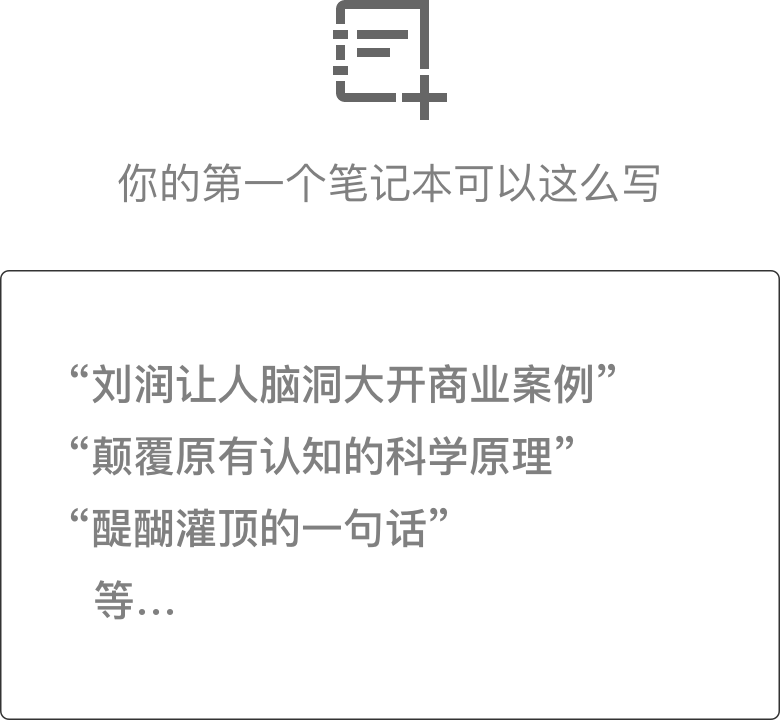 你的第一个笔记本可以这么写
“刘润让人脑洞大开商业案例”
“颠覆原有认知的科学原理”
“醍醐灌顶的一句话”
等...